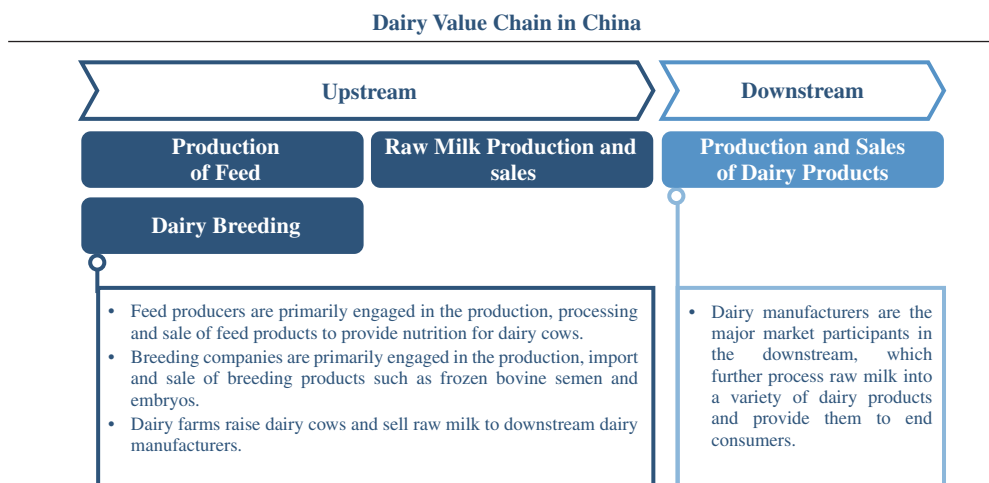 Dairy Value Chain in China
Upstream
Downstream
Production
of Feed
Raw Milk Production and
sales
Production and Sales
of Dairy Products
Dairy Breeding
• Feed producers are primarily engaged in the production, processing
and sale of feed products to provide nutrition for dairy cows.
• Breeding companies are primarily engaged in the production, import
and sale of breeding products such as frozen bovine semen and
embryos.
• Dairy farms raise dairy cows and sell raw milk to downstream dairy
manufacturers.
• Dairy manufacturers are the
major market participants in
the downstream, which
further process raw milk into
a variety of dairy products
and provide them to end
consumers.